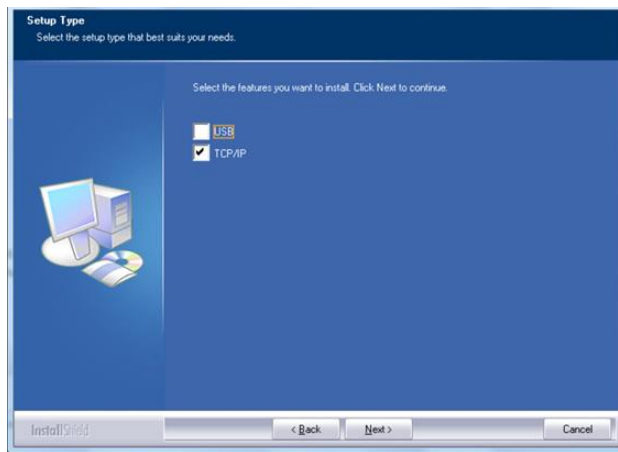 Setup Type
Select the setup type that best suits your needs.
Select the features you want to install. Click Next to continue.
USB
TCP/IP
InstallShield
< Back
Next >
Cancel